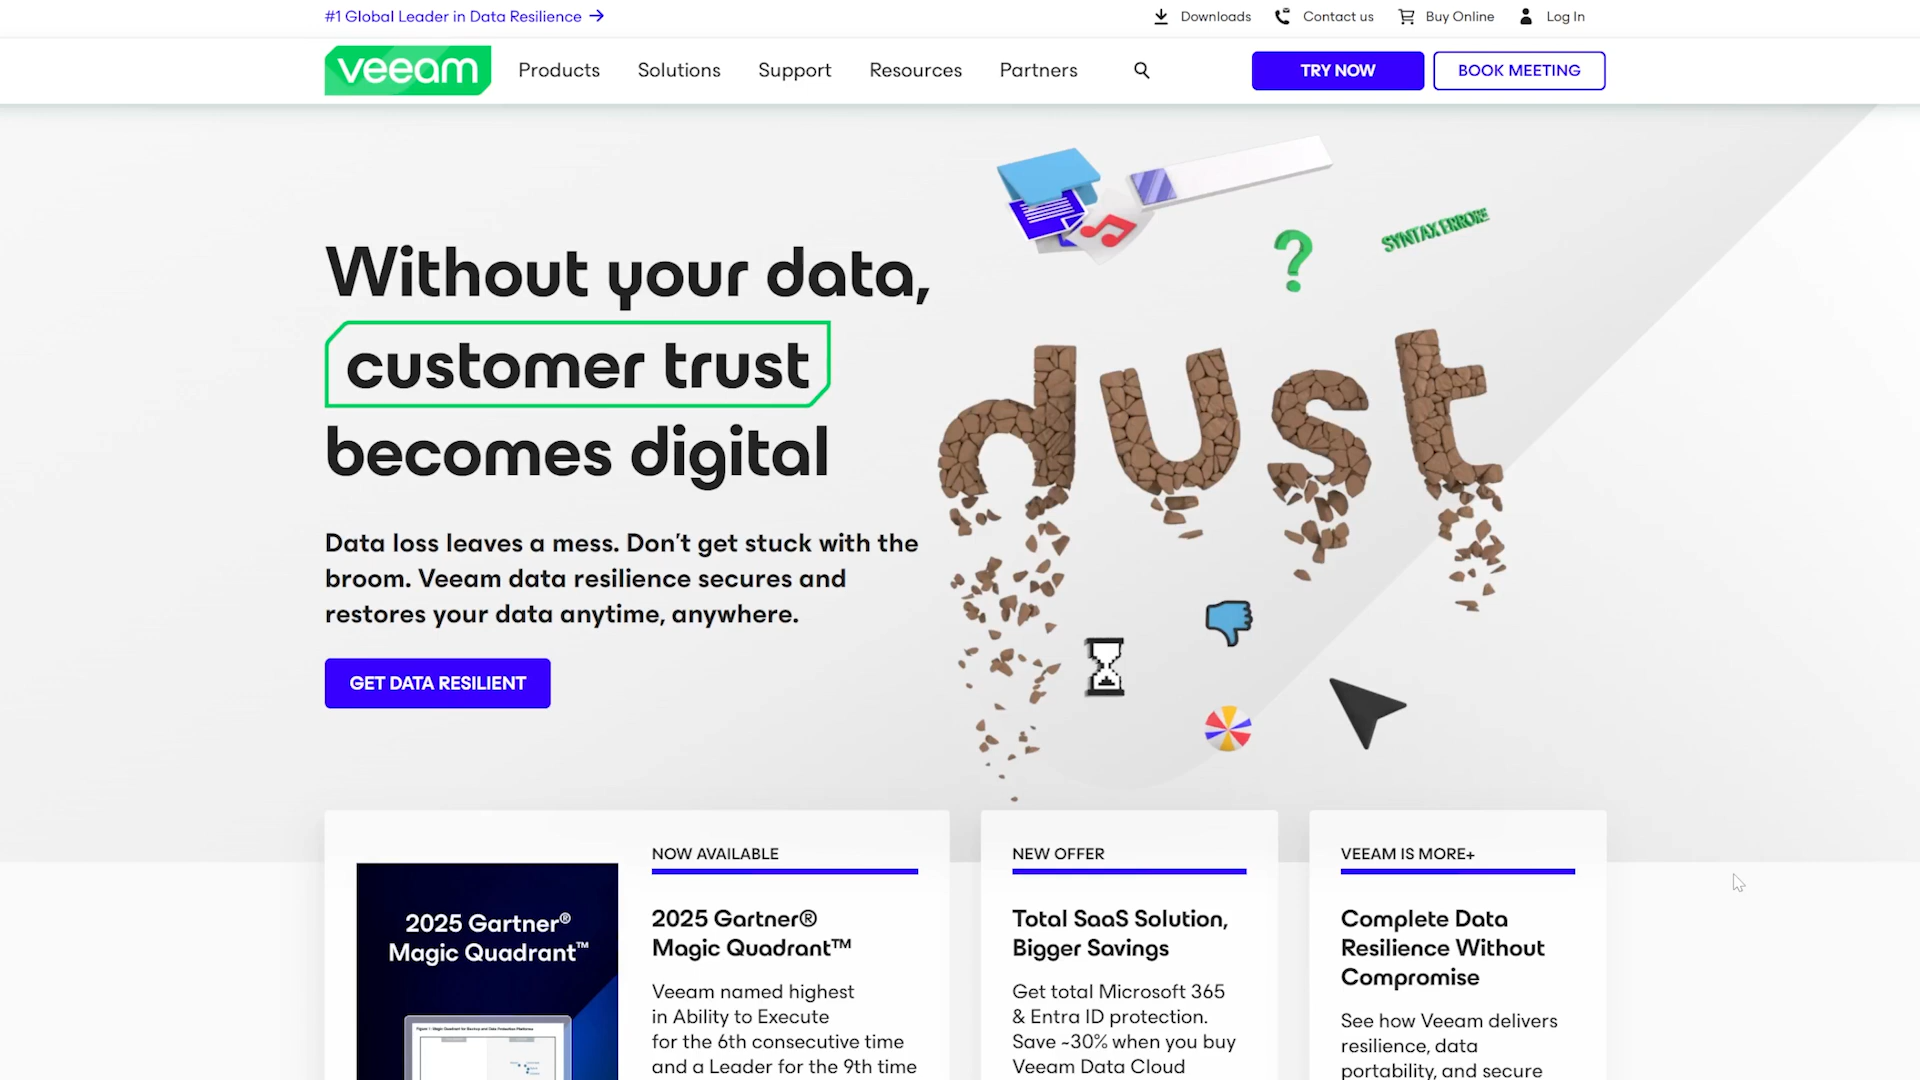 #1 Global Leader in Data Resilience
Downloads
Contact us
Buy Online
Log In
veeam
Products
Solutions
Support
Resources
Partners
TRY NOW
BOOK MEETING
SYNTAX ERROR!
Without your data,
customer trust
becomes digital
dust
Data loss leaves a mess. Don’t get stuck with the
broom. Veeam data resilience secures and
restores your data anytime, anywhere.
GET DATA RESILIENT
2025 Gartner®
Magic Quadrant™
NOW AVAILABLE
2025 Gartner®
Magic Quadrant™
Veeam named highest
in Ability to Execute
for the 6th consecutive time
and a Leader for the 9th time
NEW OFFER
Total SaaS Solution,
Bigger Savings
Get total Microsoft 365
& Entra ID protection.
Save ~30% when you buy
Veeam Data Cloud
VEEAM IS MORE+
Complete Data
Resilience Without
Compromise
See how Veeam delivers
resilience, data
portability, and secure